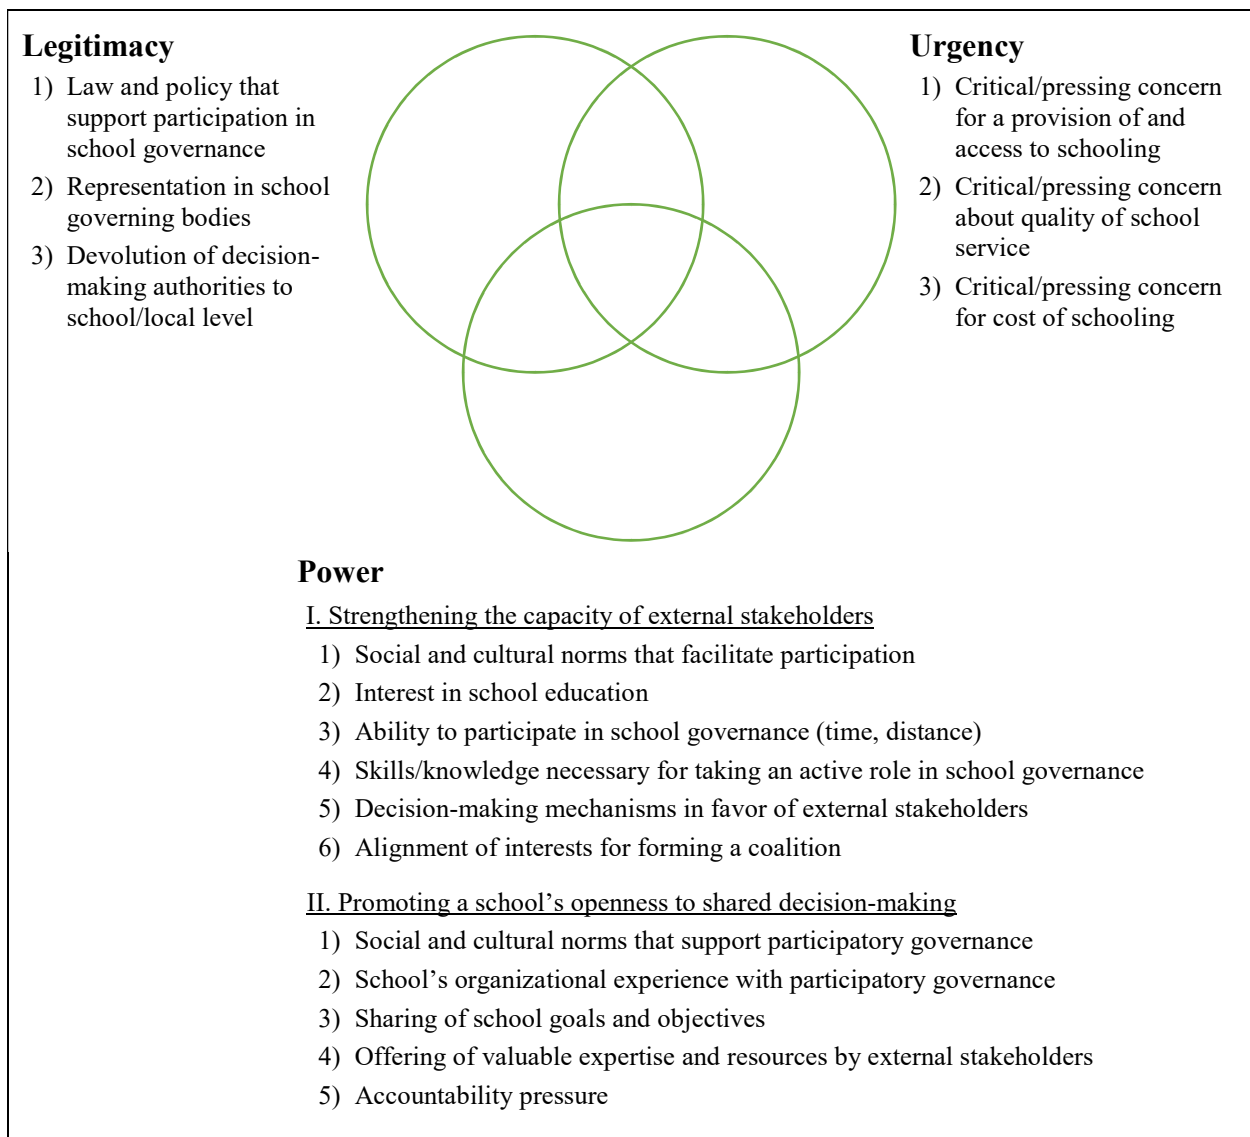 Legitimacy
1) Law and policy that
support participation in
school governance
2) Representation in school
governing bodies
3) Devolution of decision-
making authorities to
school/local level
Urgency
1) Critical/pressing concern
for a provision of and
access to schooling
2) Critical/pressing concern
about quality of school
service
3) Critical/pressing concern
for cost of schooling
Power
I. Strengthening the capacity of external stakeholders
1) Social and cultural norms that facilitate participation
2) Interest in school education
3) Ability to participate in school governance (time, distance)
4) Skills/knowledge necessary for taking an active role in school governance
5) Decision-making mechanisms in favor of external stakeholders
6) Alignment of interests for forming a coalition
II. Promoting a school’s openness to shared decision-making
1) Social and cultural norms that support participatory governance
2) School’s organizational experience with participatory governance
3) Sharing of school goals and objectives
4) Offering of valuable expertise and resources by external stakeholders
5) Accountability pressure